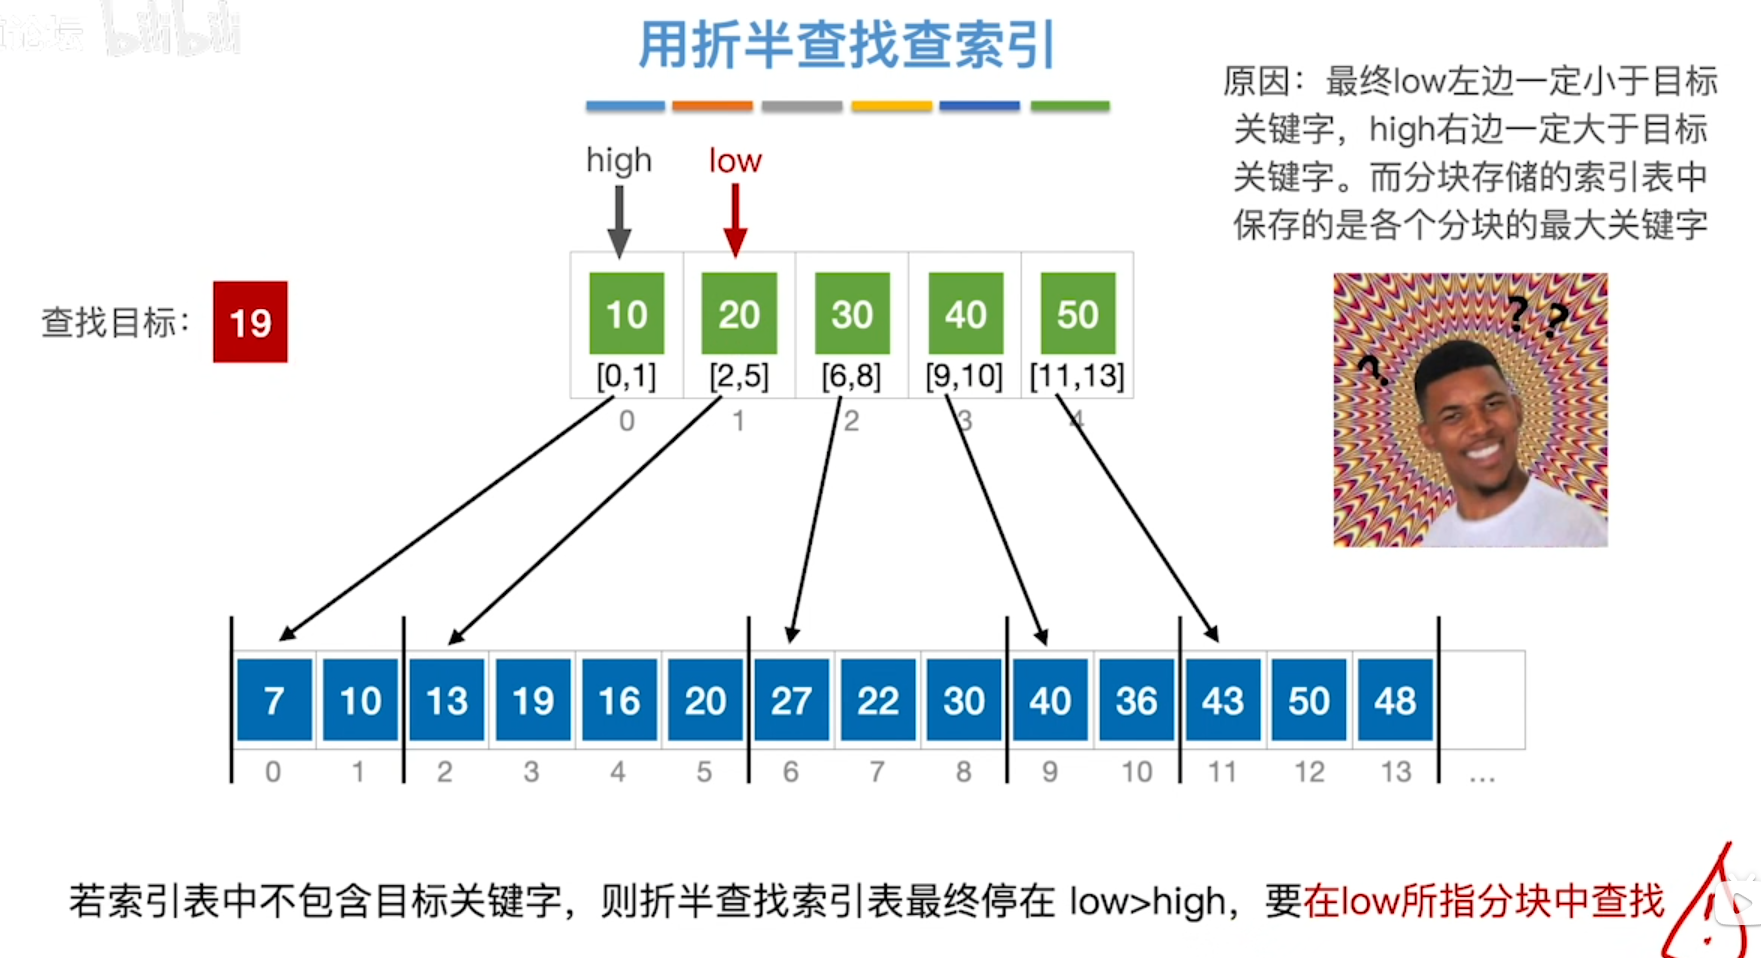 论坛 bilibili
用折半查找查索引
原因：最终low左边一定小于目标
关键字，high右边一定大于目标
关键字。而分块存储的索引表中
保存的是各个分块的最大关键字
high low
查找目标： 19
10 20 30 40 50
[0,1] [2,5] [6,8] [9,10] [11,13]
0 1 2 3 4
? ? ?
7 10 13 19 16 20 27 22 30 40 36 43 50 48
0 1 2 3 4 5 6 7 8 9 10 11 12 13 ...
若索引表中不包含目标关键字，则折半查找索引表最终停在 low>high，要在low所指分块中查找
!